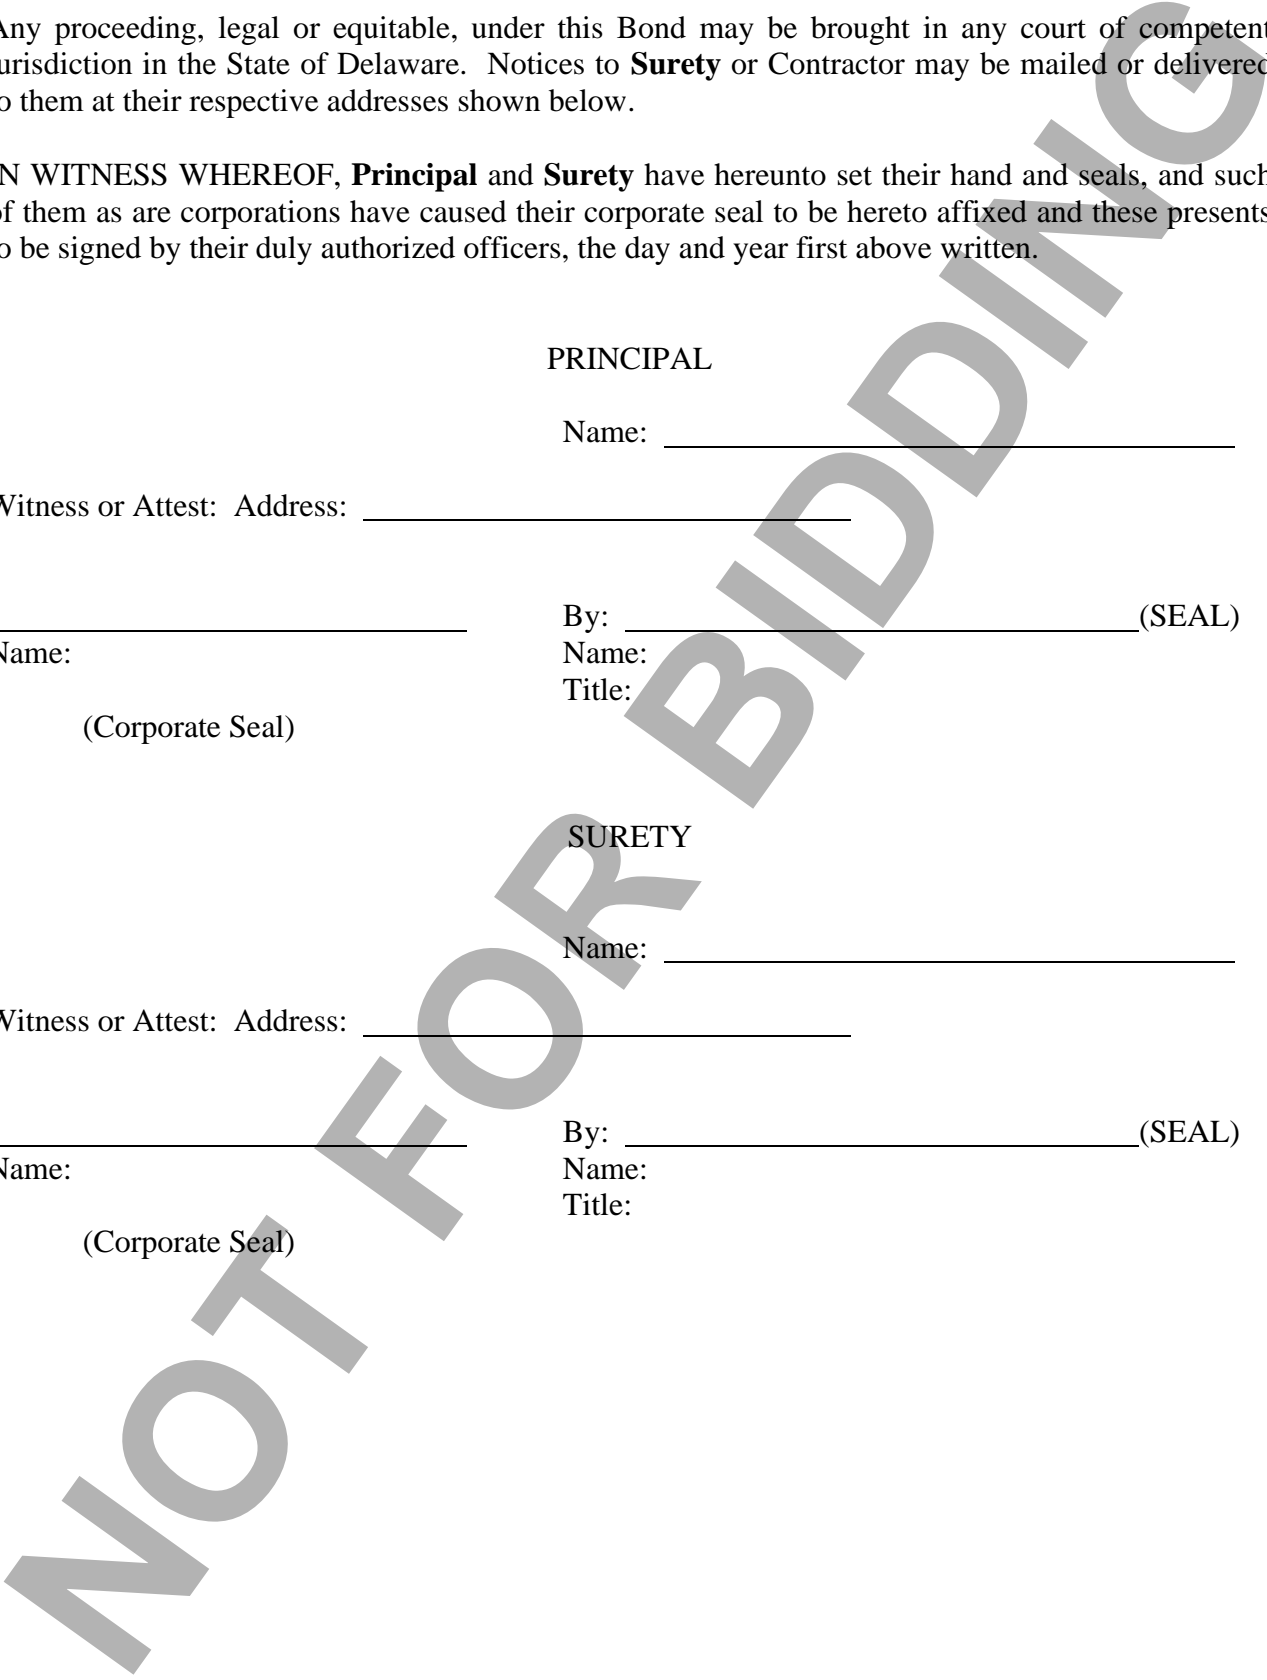 Any proceeding, legal or equitable, under this Bond may be brought in any court of competent
jurisdiction in the State of Delaware. Notices to Surety or Contractor may be mailed or delivered
to them at their respective addresses shown below.
IN WITNESS WHEREOF, Principal and Surety have hereunto set their hand and seals, and such
of them as are corporations have caused their corporate seal to be hereto affixed and these presents
to be signed by their duly authorized officers, the day and year first above written.
PRINCIPAL
Name:
Witness or Attest: Address:
By: (SEAL)
Name: Name:
Title:
(Corporate Seal)
SURETY
Name:
Witness or Attest: Address:
By: (SEAL)
Name: Name:
Title:
(Corporate Seal)
NOT FOR BIDDING